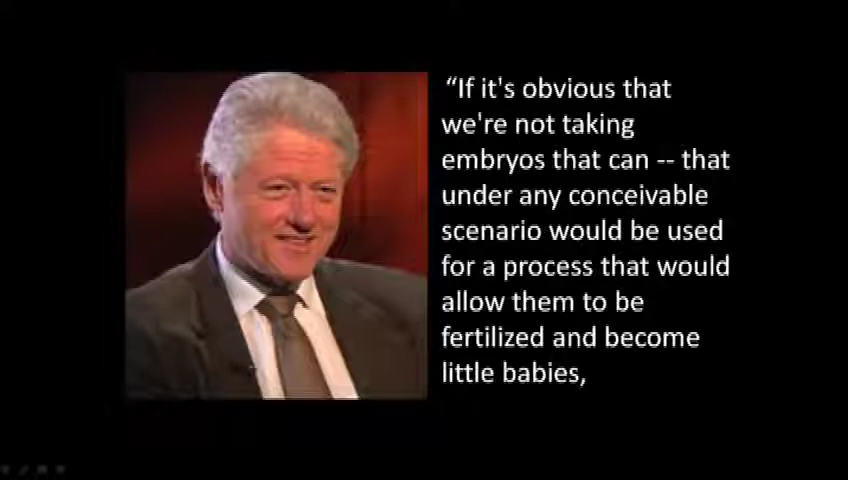 “If it's obvious that
we're not taking
embryos that can -- that
under any conceivable
scenario would be used
for a process that would
allow them to be
fertilized and become
little babies,